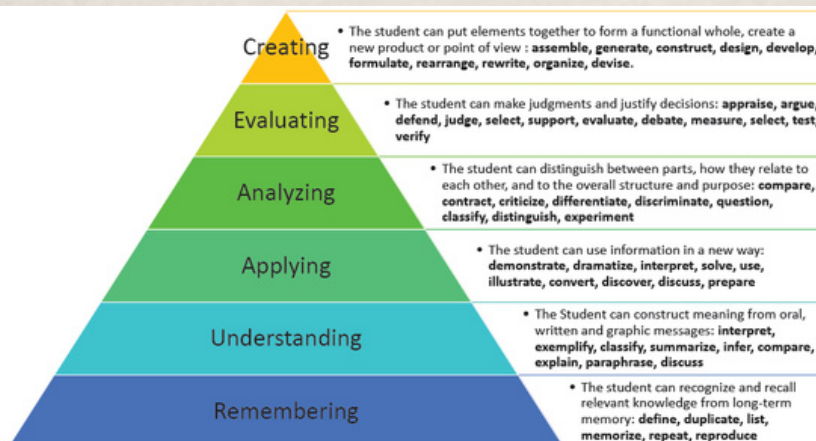 Creating
• The student can put elements together to form a functional whole, create a
new product or point of view : assemble, generate, construct, design, develop,
formulate, rearrange, rewrite, organize, devise.
Evaluating
• The student can make judgments and justify decisions: appraise, argue,
defend, judge, select, support, evaluate, debate, measure, select, test,
verify
Analyzing
• The student can distinguish between parts, how they relate to
each other, and to the overall structure and purpose: compare,
contract, criticize, differentiate, discriminate, question,
classify, distinguish, experiment
Applying
• The student can use information in a new way:
demonstrate, dramatize, interpret, solve, use,
illustrate, convert, discover, discuss, prepare
Understanding
• The Student can construct meaning from oral,
written and graphic messages: interpret,
exemplify, classify, summarize, infer, compare,
explain, paraphrase, discuss
Remembering
• The student can recognize and recall
relevant knowledge from long-term
memory: define, duplicate, list,
memorize, repeat, reproduce